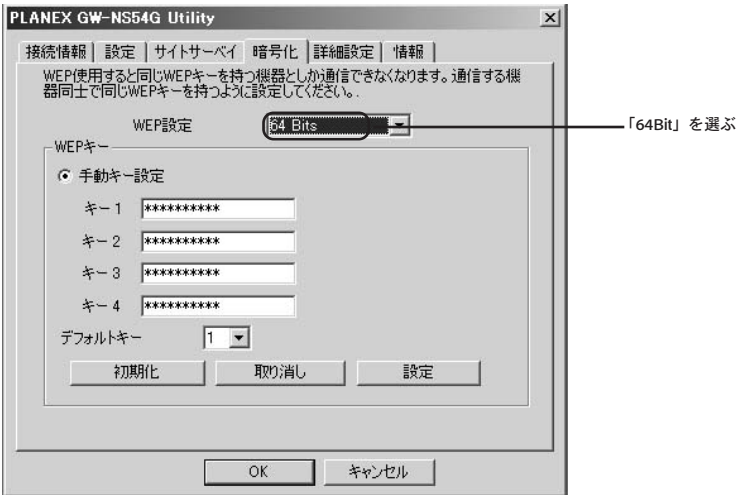 PLANEX GW-NS54G Utility
接続情報 設定 サイトサーベイ 暗号化 詳細設定 情報
WEP使用すると同じWEPキーを持つ機器としか通信できなくなります。通信する機
器同士で同じWEPキーを持つように設定してください。.
WEP設定 64 Bits 「64Bit」を選ぶ
WEPキー
手動キー設定
キー 1 **********
キー 2 **********
キー 3 **********
キー 4 **********
デフォルトキー 1
初期化 取り消し 設定
OK キャンセル